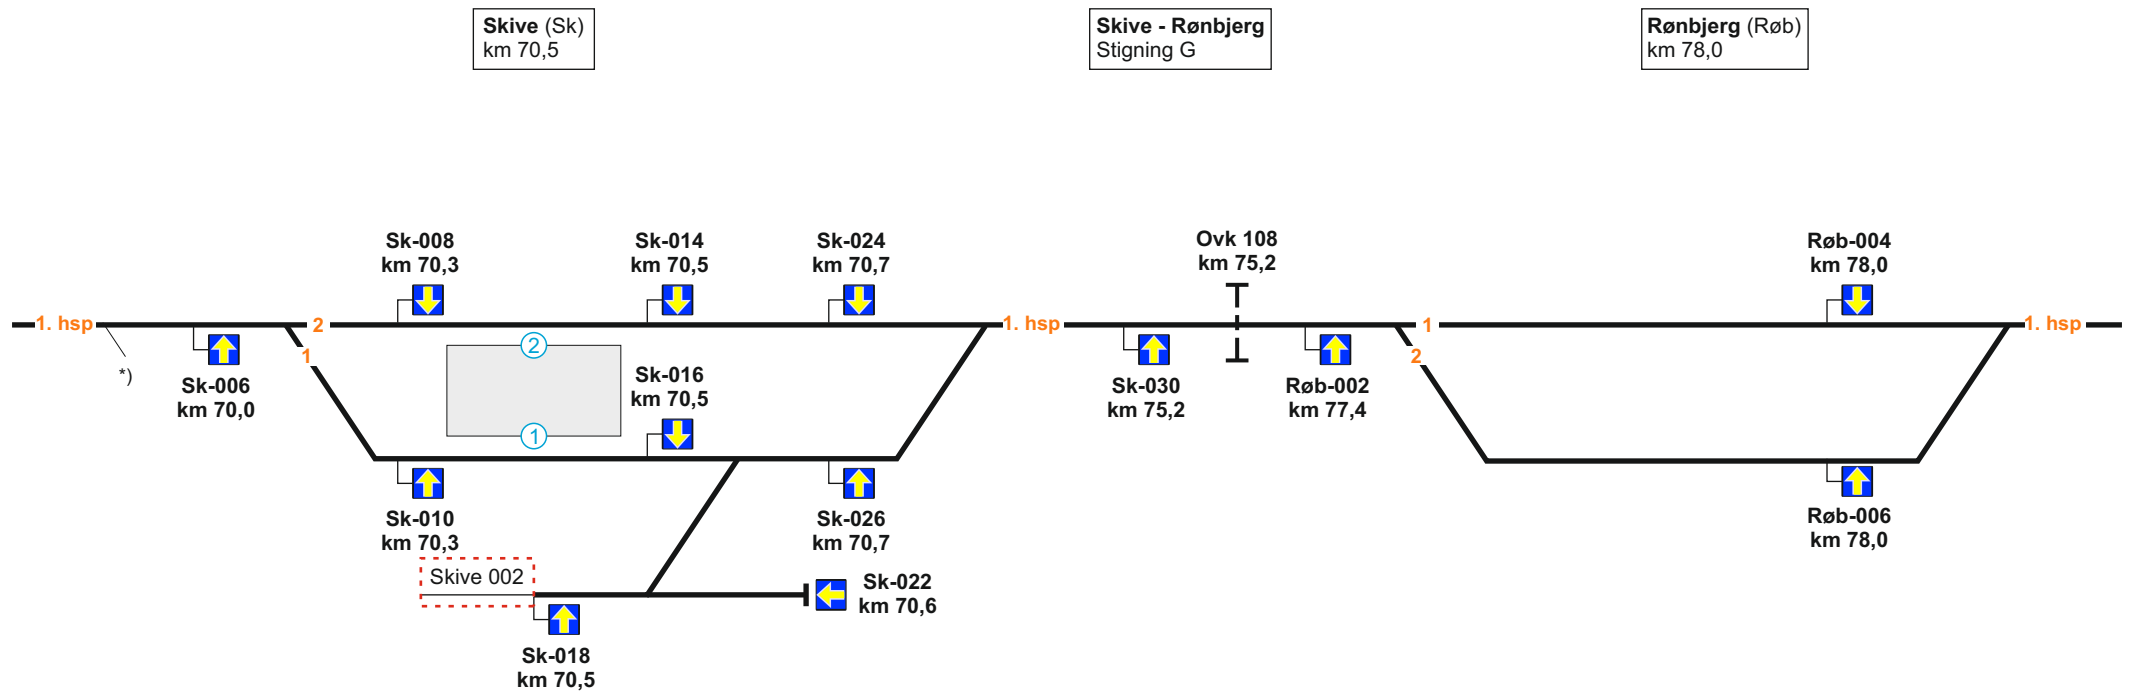 Skive (Sk)
km 70,5
Skive - Rønbjerg
Stigning G
Rønbjerg (Røb)
km 78,0
Sk-008
km 70,3
Sk-014
km 70,5
Sk-024
km 70,7
Ovk 108
km 75,2
Røb-004
km 78,0
1. hsp
2
1. hsp
1
1. hsp
1
2
*)
2
Sk-006
km 70,0
Sk-016
km 70,5
Sk-030
km 75,2
Røb-002
km 77,4
1
Sk-010
km 70,3
Sk-026
km 70,7
Røb-006
km 78,0
Skive 002
Sk-022
km 70,6
Sk-018
km 70,5